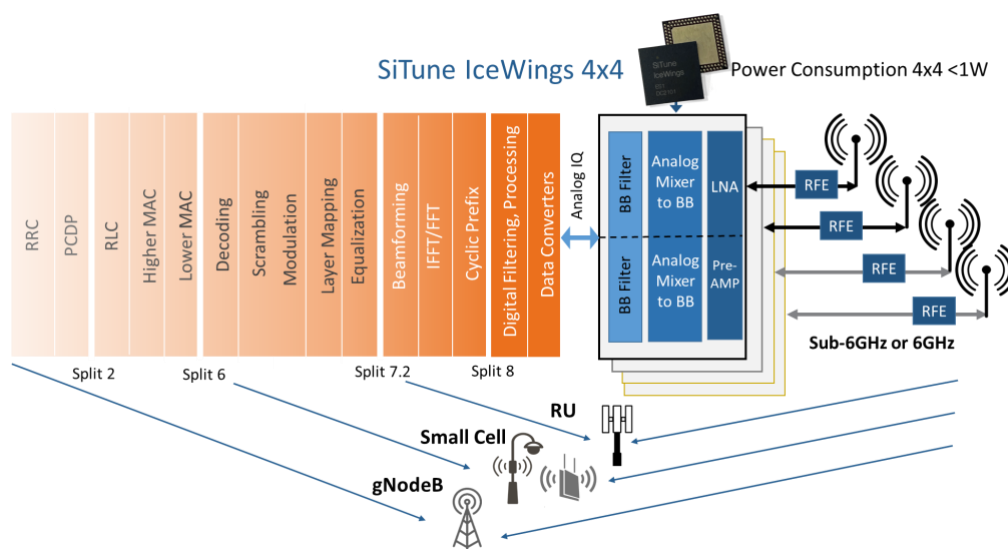 SiTune IceWings 4x4
SiTune
IceWings
Power Consumption 4x4 <1W
RRC
PCDP
RLC
Higher MAC
Lower MAC
Decoding
Scrambling
Modulation
Layer Mapping
Equalization
Beamforming
IFFT/FFT
Cyclic Prefix
Digital Filtering, Processing
Data Converters
Analog IQ
BB Filter
Analog
Mixer
to BB
LNA
BB Filter
Analog
Mixer
to BB
Pre-
AMP
RFE
RFE
RFE
RFE
Sub-6GHz or 6GHz
Split 2
Split 6
Split 7.2
Split 8
RU
Small Cell
gNodeB